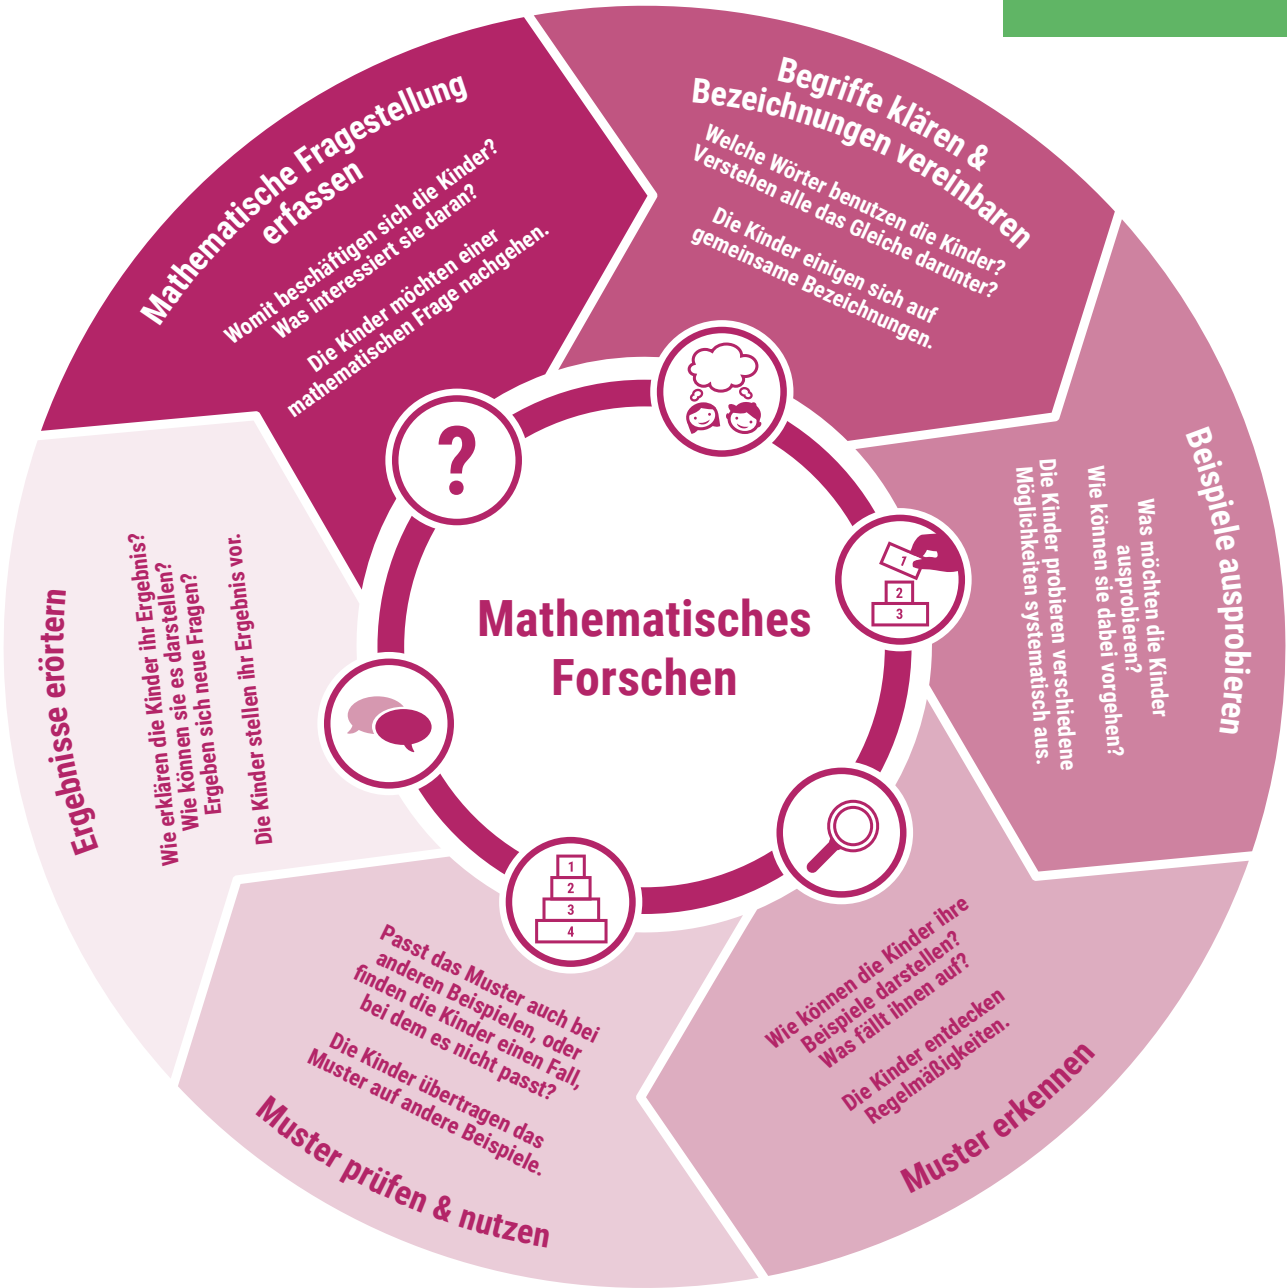 Mathematische Fragestellung
erfassen
Womit beschäftigen sich die Kinder?
Was interessiert sie daran?
Die Kinder möchten einer
mathematischen Frage nachgehen.
Begriffe klären &
Bezeichnungen vereinbaren
Welche Wörter benutzen die Kinder?
Verstehen alle das Gleiche darunter?
Die Kinder einigen sich auf
gemeinsame Bezeichnungen.
Beispiele ausprobieren
Was möchten die Kinder
ausprobieren?
Wie können sie dabei vorgehen?
Die Kinder probieren verschiedene
Möglichkeiten systematisch aus.
Wie können die Kinder ihre
Beispiele darstellen?
Was fällt ihnen auf?
Die Kinder entdecken
Regelmäßigkeiten.
Muster erkennen
Passt das Muster auch bei
anderen Beispielen, oder
finden die Kinder einen Fall,
bei dem es nicht passt?
Die Kinder übertragen das
Muster auf andere Beispiele.
Muster prüfen & nutzen
Ergebnisse erörtern
Wie erklären die Kinder ihr Ergebnis?
Wie können sie es darstellen?
Ergeben sich neue Fragen?
Die Kinder stellen ihr Ergebnis vor.
Mathematisches
Forschen
?
1
2
3
1
2
3
4